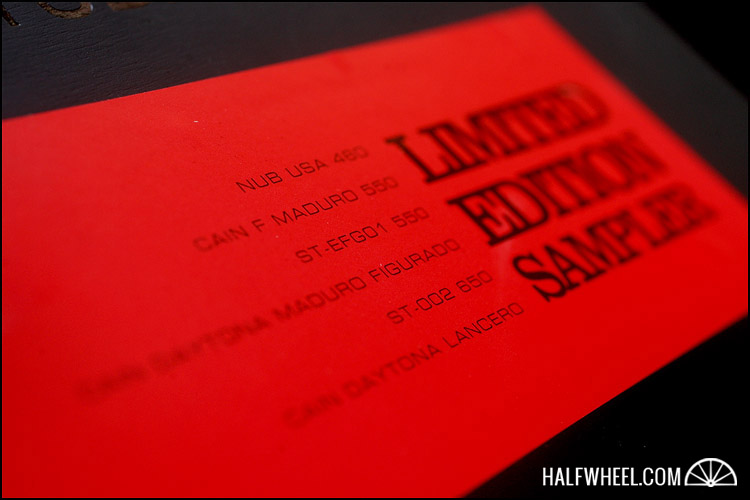 NUB USA 460
CAIN F MADURO 550
ST-EFG01 550
CAIN DAYTONA MADURO FIGURADO
ST-002 650
CAIN DAYTONA LANCERO
LIMITED
EDITION
SAMPLER
HALFWHEEL.COM